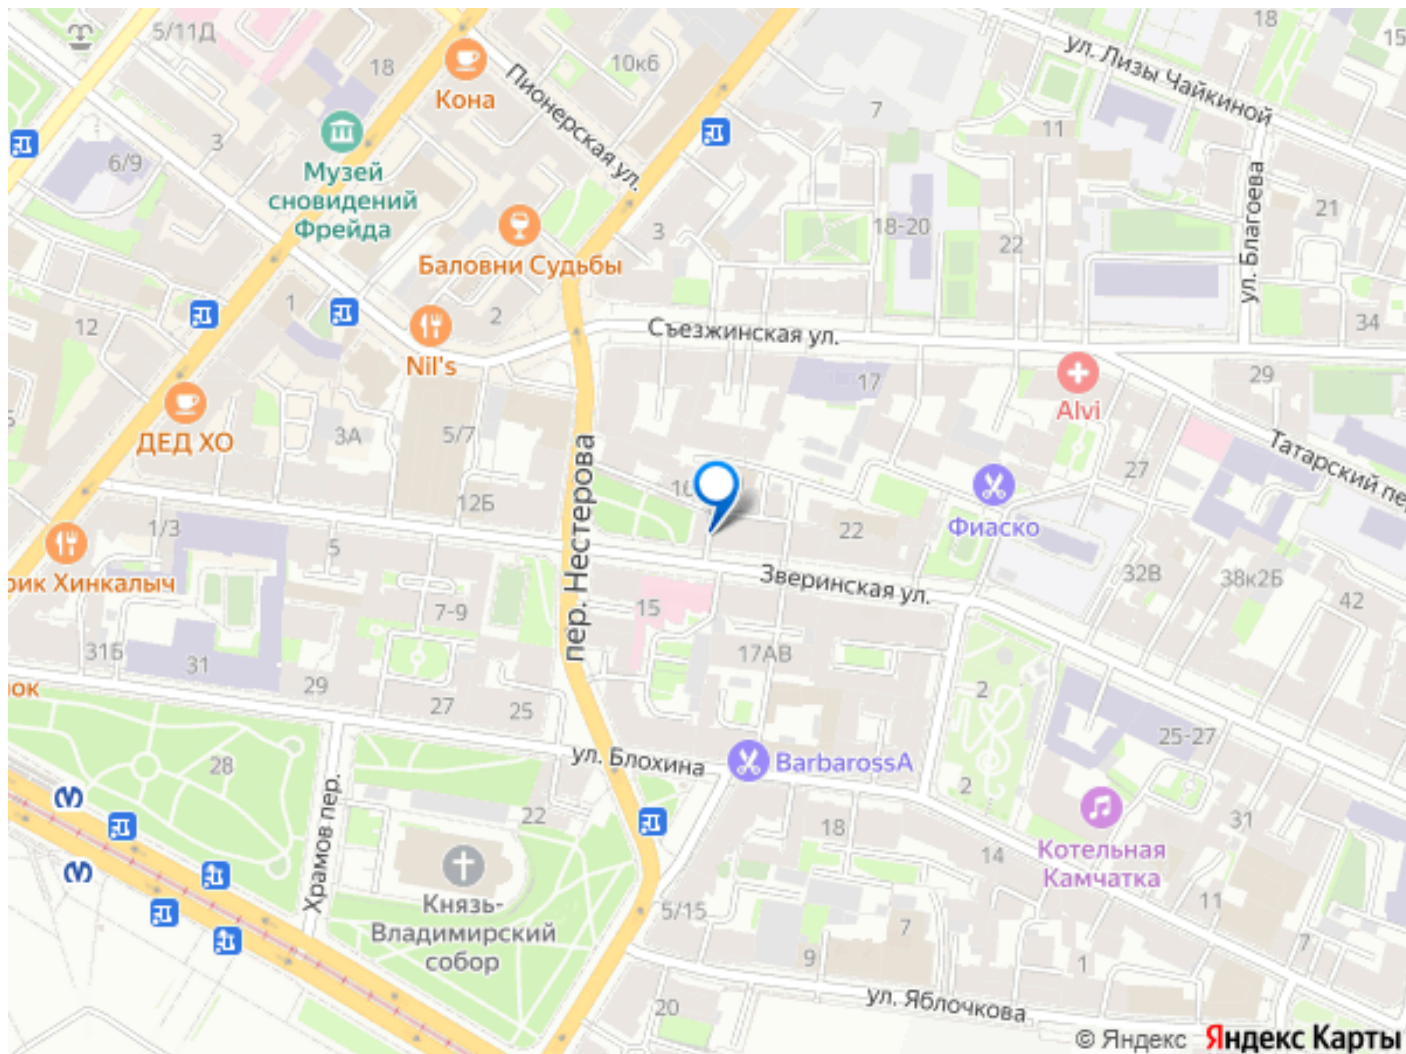 5/11Д
18
10к6
18
15
ул. Лизы Чайкиной
Кона
Пионерская ул.
7
11
3
6/9
Музей
сновидений
Фрейда
ул. Благоева
21
18-20
22
3
Баловни Судьбы
1
2
12
Съезжинская ул.
34
Nil's
17
Alvi
29
ДЕД ХО
3А
5/7
пер. Нестерова
27
Татарский пе
12Б
22
Фиаско
1/3
5
рик Хинкалыч
Зверинская ул.
32В
38к2Б
42
7-9
15
31Б
31
17АВ
29
27
25
2
ок
25-27
28
ул. Блохина
BarbarossA
2
Храмов пер.
22
18
31
14
Котельная
Камчатка
Князь-
Владимирский
собор
5/15
7
11
9
1
7
20
ул. Яблочкова
© Яндекс Яндекс Карты